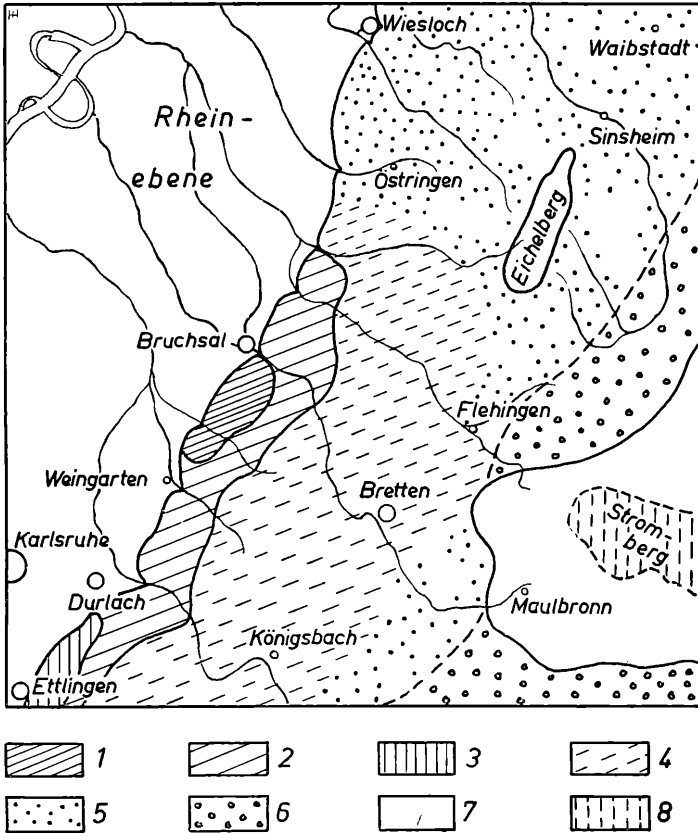 Wiesloch
Waibstadt
Rhein-
ebene
Sinsheim
Östringen
Eichelberg
Bruchsal
Flehingen
Weingarten
Bretten
Strom-
berg
Karlsruhe
Durlach
Maulbronn
Königsbach
Ettlingen
1 2 3 4
5 6 7 8